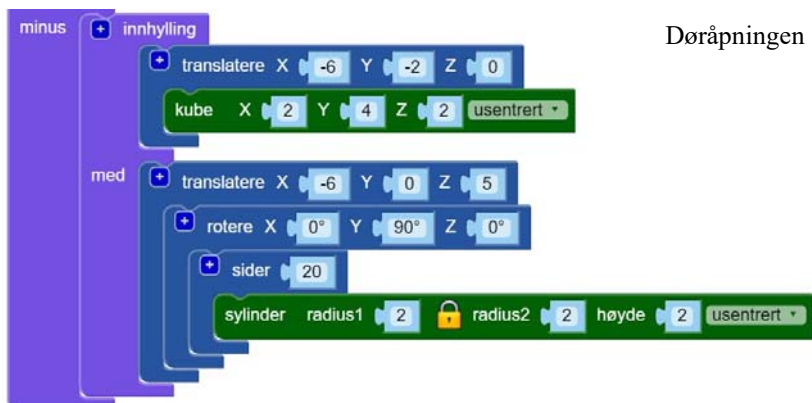 minus + innhylling
Døråpningen
+ translatere X -6 Y -2 Z 0
kube X 2 Y 4 Z 2 usentrert
med + translatere X -6 Y 0 Z 5
+ rotere X 0° Y 90° Z 0°
+ sider 20
sylinder radius1 2 radius2 2 høyde 2 usentrert